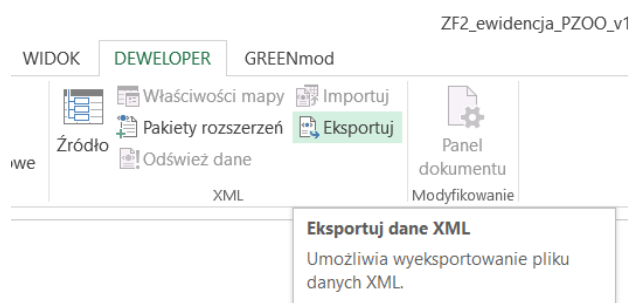 ZF2_ewidencja_PZOO_v1
WIDOK DEWELOPER GREENmod
Właściwości mapy Importuj
Pakiety rozszerzeń Eksportuj
Źródło
Odśwież dane
owe
Panel
dokumentu
XML
Modyfikowanie
Eksportuj dane XML
Umożliwia wyeksportowanie pliku
danych XML.